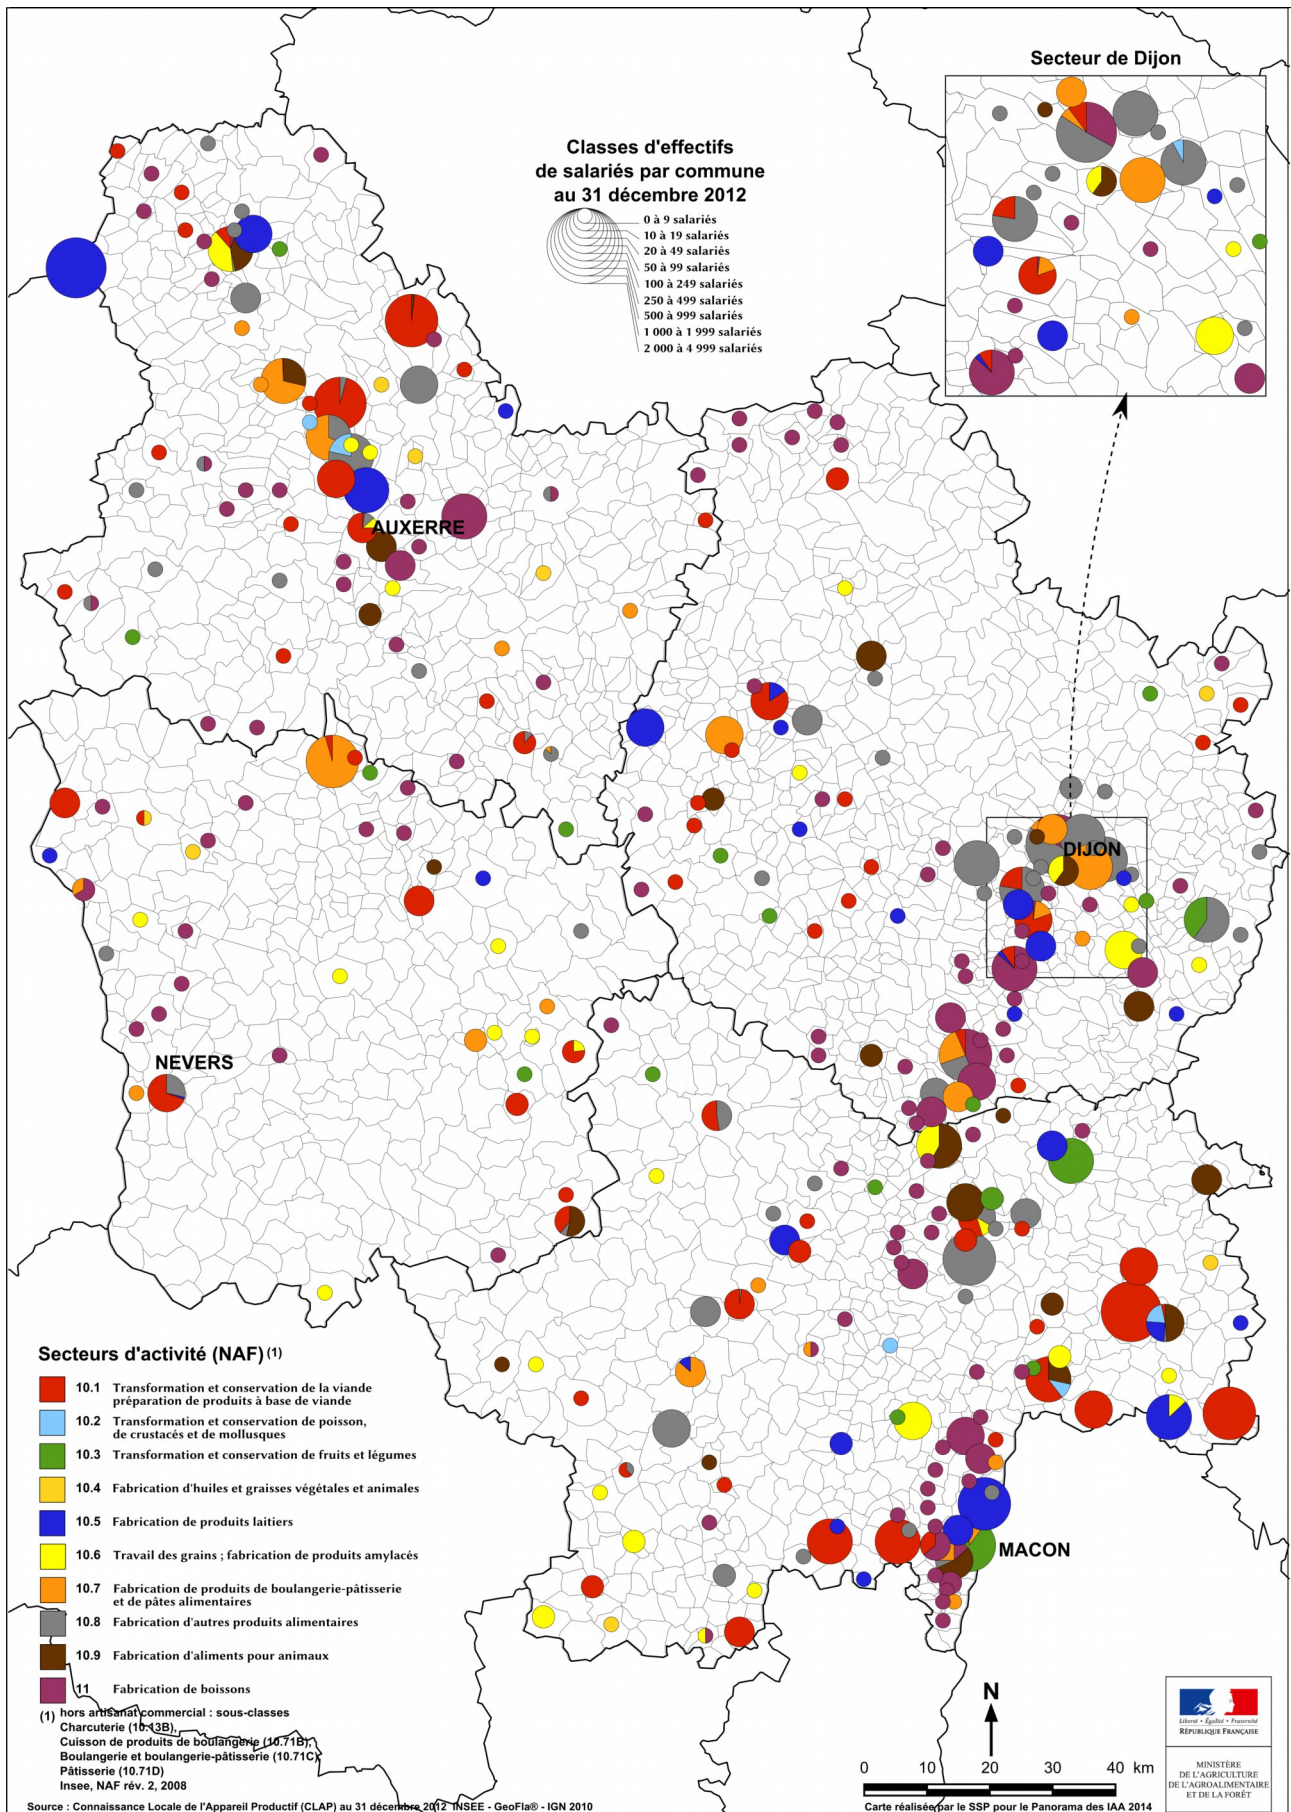 Secteur de Dijon
Classes d'effectifs
de salariés par commune
au 31 décembre 2012
0 à 9 salariés
10 à 19 salariés
20 à 49 salariés
50 à 99 salariés
100 à 249 salariés
250 à 499 salariés
500 à 999 salariés
1 000 à 1 999 salariés
2 000 à 4 999 salariés
AUXERRE
DIJON
NEVERS
MACON
Secteurs d'activité (NAF) (1)
10.1 Transformation et conservation de la viande
préparation de produits à base de viande
10.2 Transformation et conservation de poisson,
de crustacés et de mollusques
10.3 Transformation et conservation de fruits et légumes
10.4 Fabrication d'huiles et graisses végétales et animales
10.5 Fabrication de produits laitiers
10.6 Travail des grains ; fabrication de produits amylacés
10.7 Fabrication de produits de boulangerie-pâtisserie
et de pâtes alimentaires
10.8 Fabrication d'autres produits alimentaires
10.9 Fabrication d'aliments pour animaux
11 Fabrication de boissons
(1) hors artisanat commercial : sous-classes
Charcuterie (10.13B),
Cuisson de produits de boulangerie (10.71B),
Boulangerie et boulangerie-pâtisserie (10.71C)
Pâtisserie (10.71D)
Insee, NAF rév. 2, 2008
Source : Connaissance Locale de l'Appareil Productif (CLAP) au 31 décembre 2012 INSEE - GeoFla® - IGN 2010
N
0 10 20 30 40 km
Carte réalisée par le SSP pour le Panorama des IAA 2014
Liberté • Égalité • Fraternité
RÉPUBLIQUE FRANÇAISE
MINISTÈRE
DE L'AGRICULTURE
DE L'AGROALIMENTAIRE
ET DE LA FORÊT